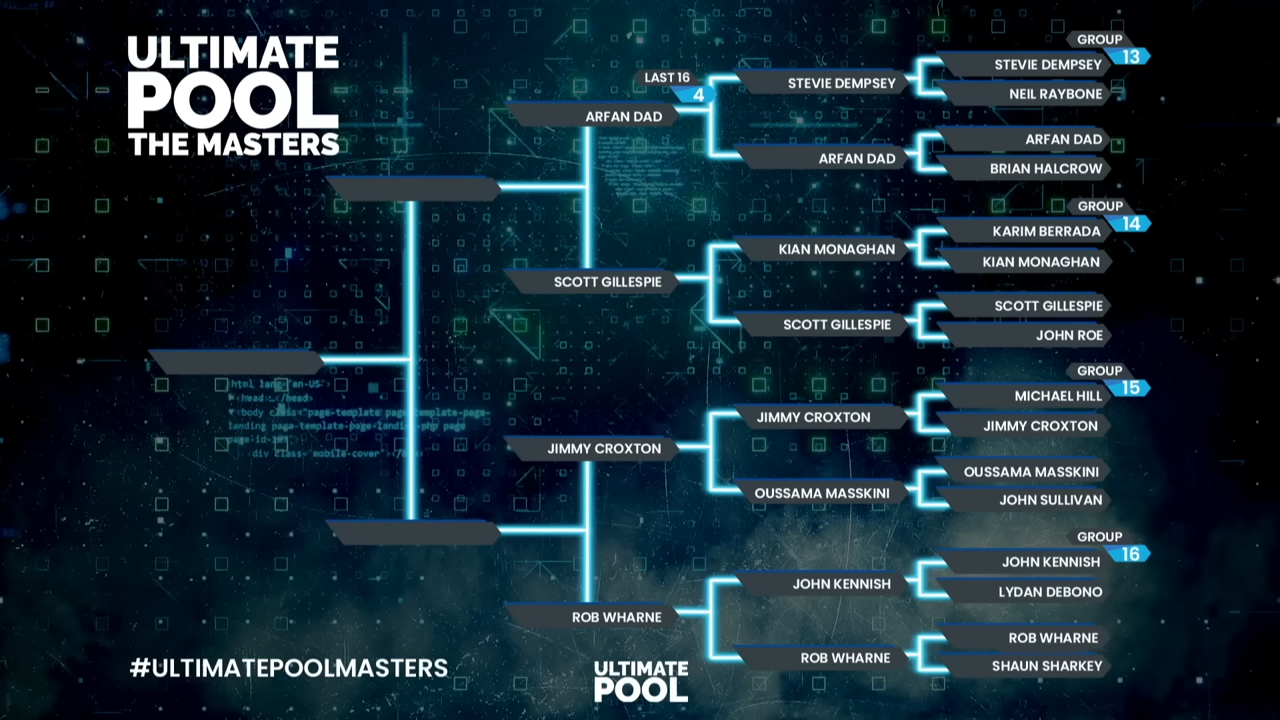 ULTIMATE
POOL
THE MASTERS
LAST 16
4
ARFAN DAD
SCOTT GILLESPIE
JIMMY CROXTON
ROB WHARNE
STEVIE DEMPSEY
ARFAN DAD
KIAN MONAGHAN
SCOTT GILLESPIE
JIMMY CROXTON
OUSSAMA MASSKINI
JOHN KENNISH
ROB WHARNE
GROUP
13
STEVIE DEMPSEY
NEIL RAYBONE
ARFAN DAD
BRIAN HALCROW
GROUP
14
KARIM BERRADA
KIAN MONAGHAN
SCOTT GILLESPIE
JOHN ROE
GROUP
15
MICHAEL HILL
JIMMY CROXTON
OUSSAMA MASSKINI
JOHN SULLIVAN
GROUP
16
JOHN KENNISH
LYDAN DEBONO
ROB WHARNE
SHAUN SHARKEY
#ULTIMATEPOOLMASTERS
ULTIMATE
POOL